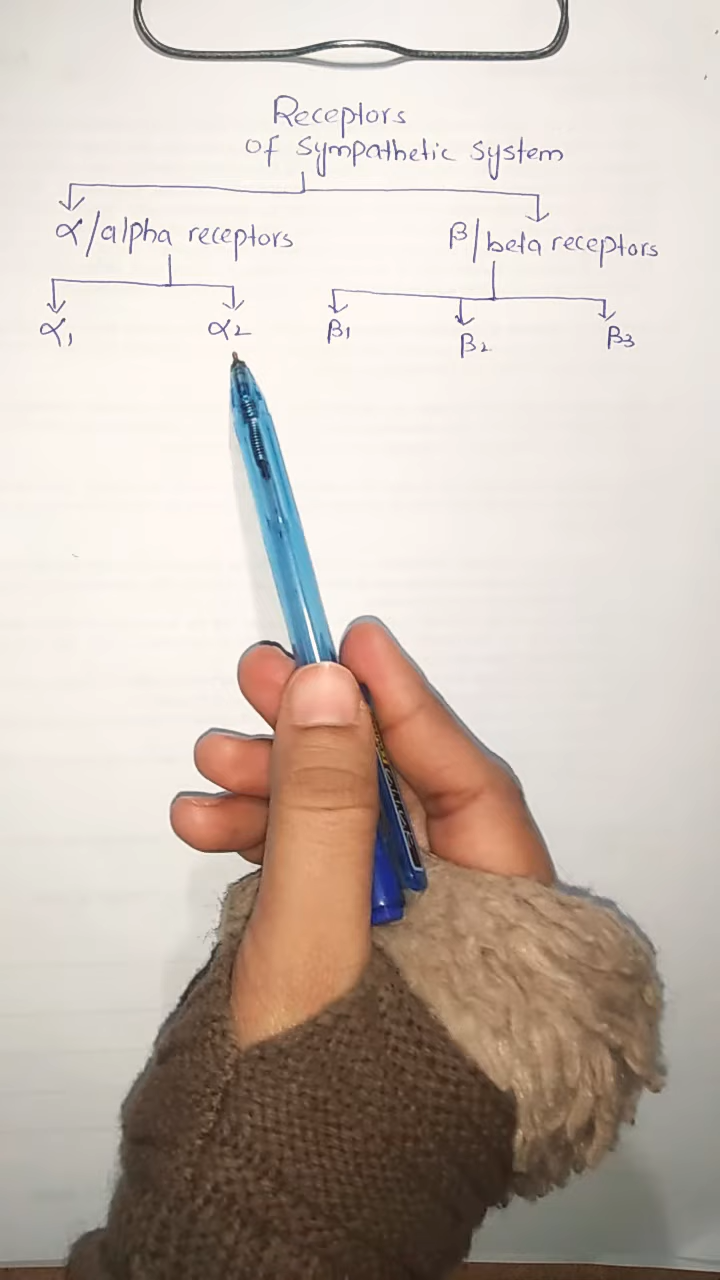 Receptors
of sympathetic system
α/alpha receptors β/beta receptors
α1 α2 β1 β2 β3